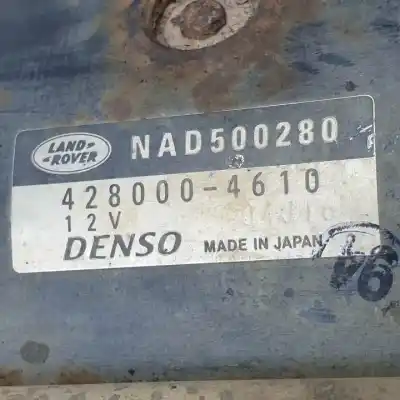 LAND-
ROVER
NAD500280
428000-4610
12V
DENSO MADE IN JAPAN